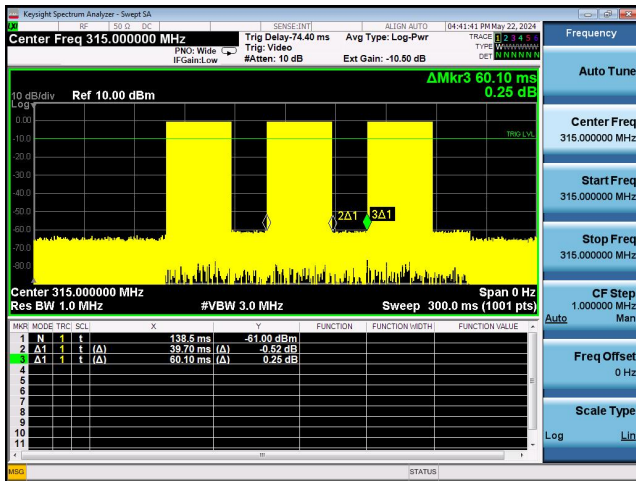 Keysight Spectrum Analyzer - Swept SA
RF 50 Ω DC SENSE:INT ALIGN AUTO 04:41:41 PM May 22, 2024
Center Freq 315.000000 MHz
Trig Delay-74.40 ms Avg Type: Log-Pwr TRACE 1 2 3 4 5 6
PNO: Wide Trig: Video TYPE WWWWWW
IFGain:Low #Atten: 10 dB Ext Gain: -10.50 dB DET N N N N N N
ΔMkr3 60.10 ms
0.25 dB
10 dB/div Ref 10.00 dBm
Log
0.00
-10.0
TRIG LVL
-20.0
-30.0
-40.0
-50.0
2Δ1 3Δ1
-60.0
-70.0
-80.0
Center 315.000000 MHz Span 0 Hz
Res BW 1.0 MHz #VBW 3.0 MHz Sweep 300.0 ms (1001 pts)
MKR MODE TRC SCL X Y FUNCTION FUNCTION WIDTH FUNCTION VALUE
1 N 1 t 138.5 ms -61.00 dBm
2 Δ1 1 t (Δ) 39.70 ms (Δ) -0.52 dB
3 Δ1 1 t (Δ) 60.10 ms (Δ) 0.25 dB
4
5
6
7
8
9
10
11
MSG STATUS
Frequency
Auto Tune
Center Freq
315.000000 MHz
Start Freq
315.000000 MHz
Stop Freq
315.000000 MHz
CF Step
1.000000 MHz
Auto Man
Freq Offset
0 Hz
Scale Type
Log Lin